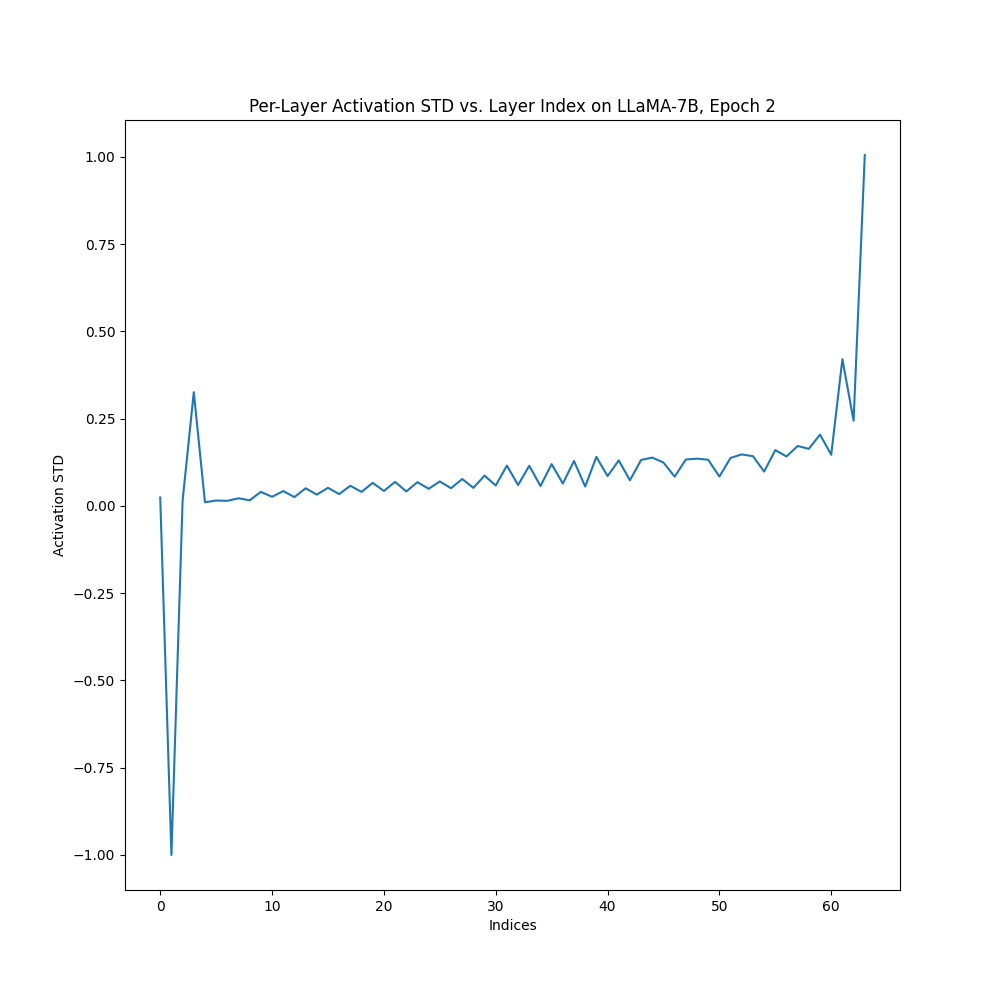 Per-Layer Activation STD vs. Layer Index on LLaMA-7B, Epoch 2
1.00
0.75
0.50
0.25
0.00
−0.25
−0.50
−0.75
−1.00
Activation STD
0 10 20 30 40 50 60
Indices